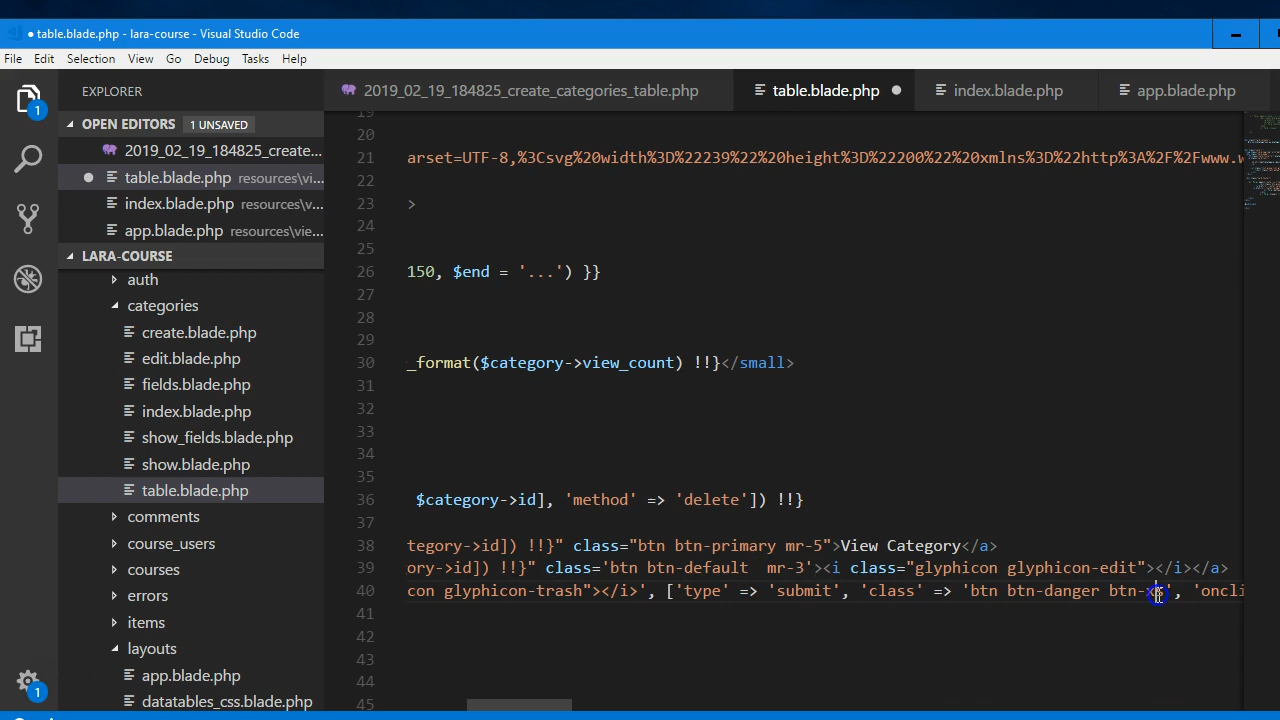 table.blade.php - lara-course - Visual Studio Code
File Edit Selection View Go Debug Tasks Help
EXPLORER
2019_02_19_184825_create_categories_table.php
table.blade.php
index.blade.php
app.blade.php
1
OPEN EDITORS 1 UNSAVED
2019_02_19_184825_create...
table.blade.php resources\vi...
index.blade.php resources\v...
app.blade.php resources\vie...
LARA-COURSE
auth
categories
create.blade.php
edit.blade.php
fields.blade.php
index.blade.php
show_fields.blade.php
show.blade.php
table.blade.php
comments
course_users
courses
errors
items
layouts
app.blade.php
datatables_css.blade.php
1
19
20
21 arset=UTF-8,%3Csvg%20width%3D%22239%22%20height%3D%22200%22%20xmlns%3D%22http%3A%2F%2Fwww.w
22
23 >
24
25
26 150, $end = '...') }}
27
28
29
30 _format($category->view_count) !!}</small>
31
32
33
34
35
36 $category->id], 'method' => 'delete']) !!}
37
38 tegory->id]) !!}" class="btn btn-primary mr-5">View Category</a>
39 ory->id]) !!}" class='btn btn-default  mr-3'><i class="glyphicon glyphicon-edit"></i></a>
40 con glyphicon-trash"></i>', ['type' => 'submit', 'class' => 'btn btn-danger btn-xs', 'oncli
41
42
43
44
45